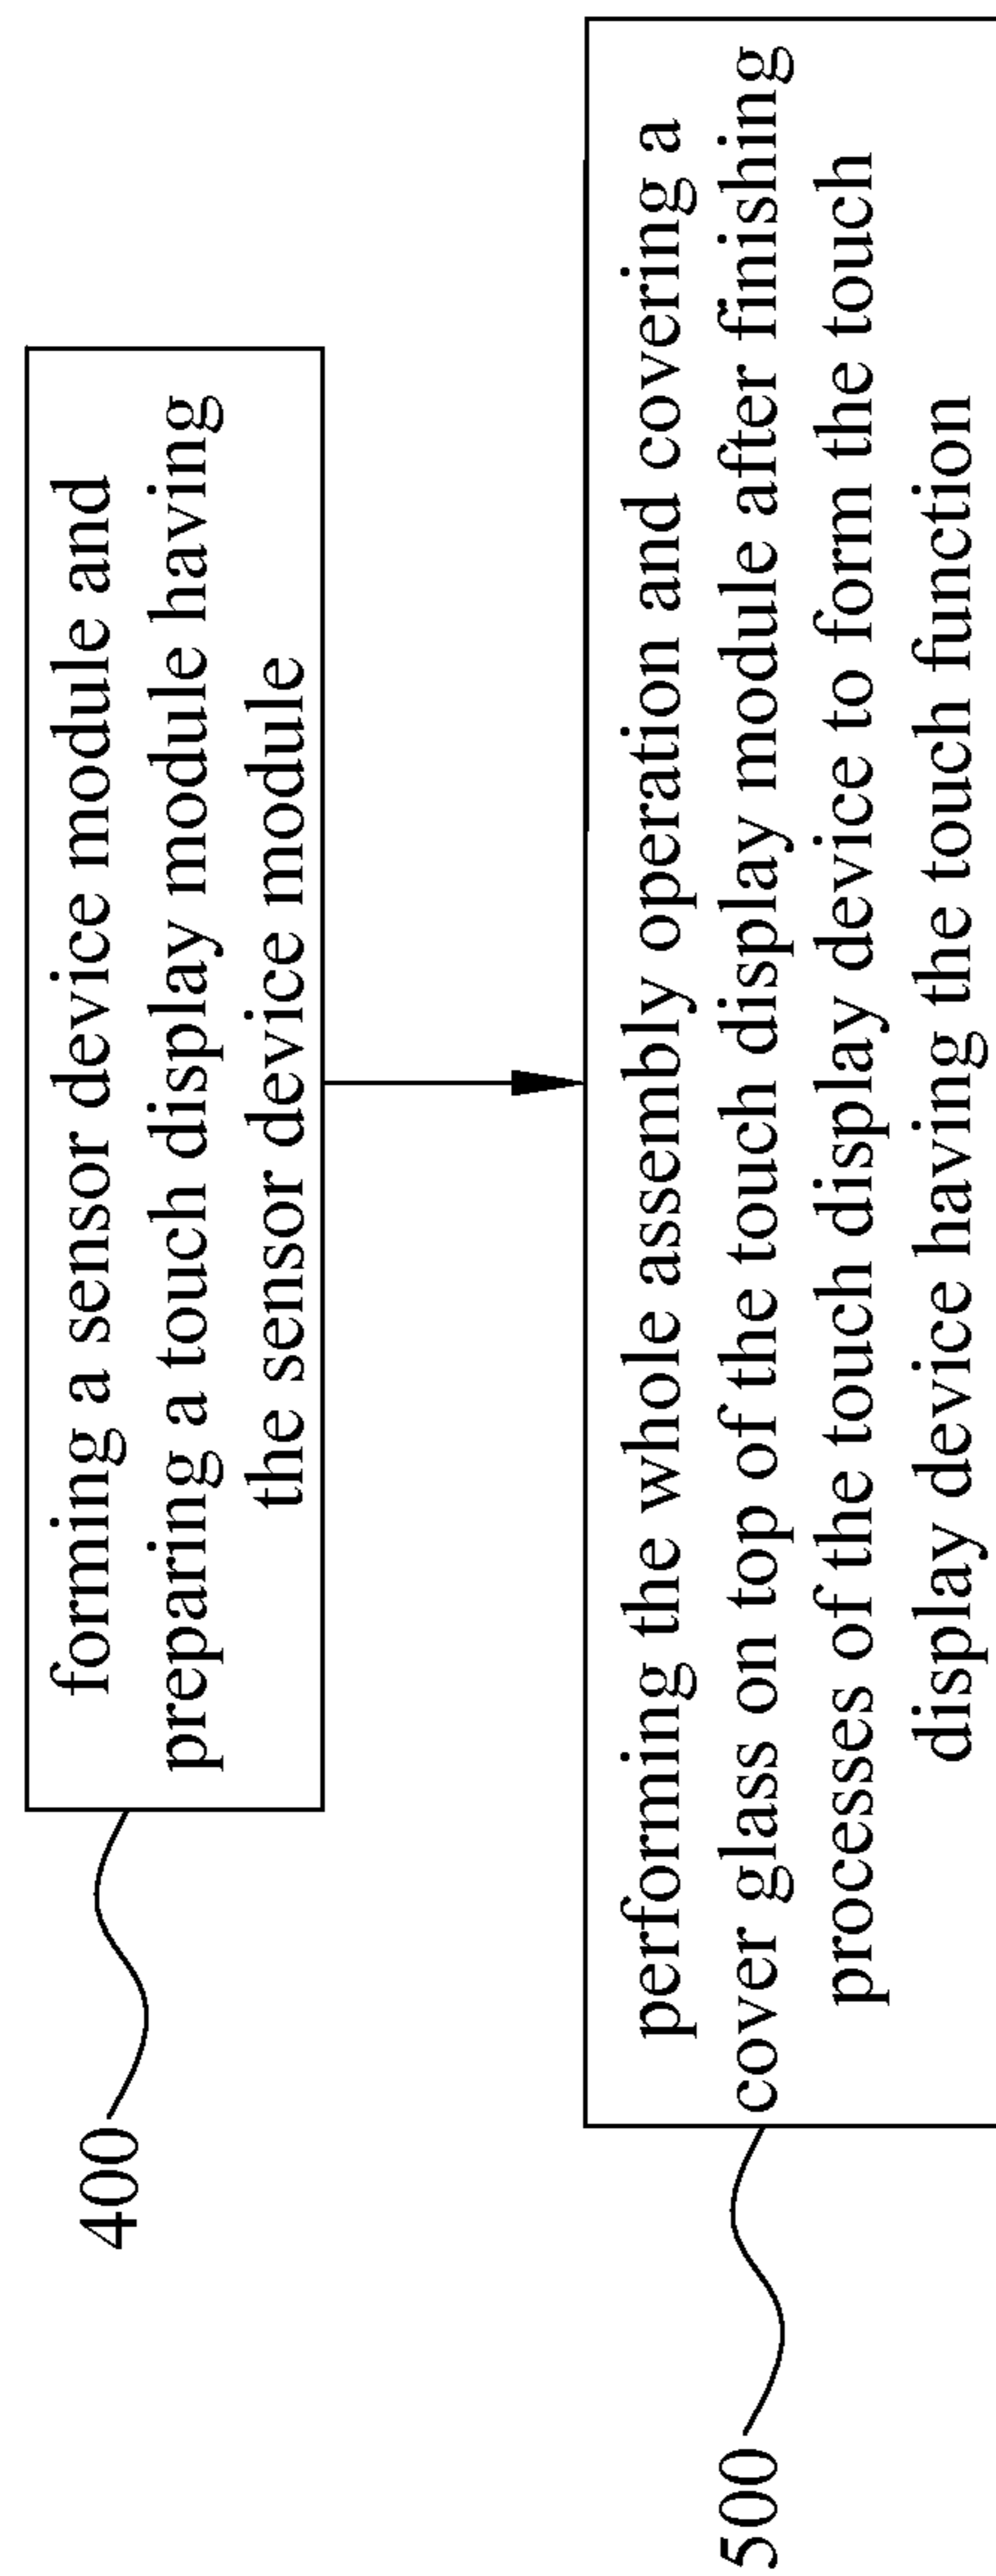 forming a sensor device module and
preparing a touch display module having
the sensor device module
400
performing the whole assembly operation and covering a
cover glass on top of the touch display module after finishing
processes of the touch display device to form the touch
display device having the touch function
500